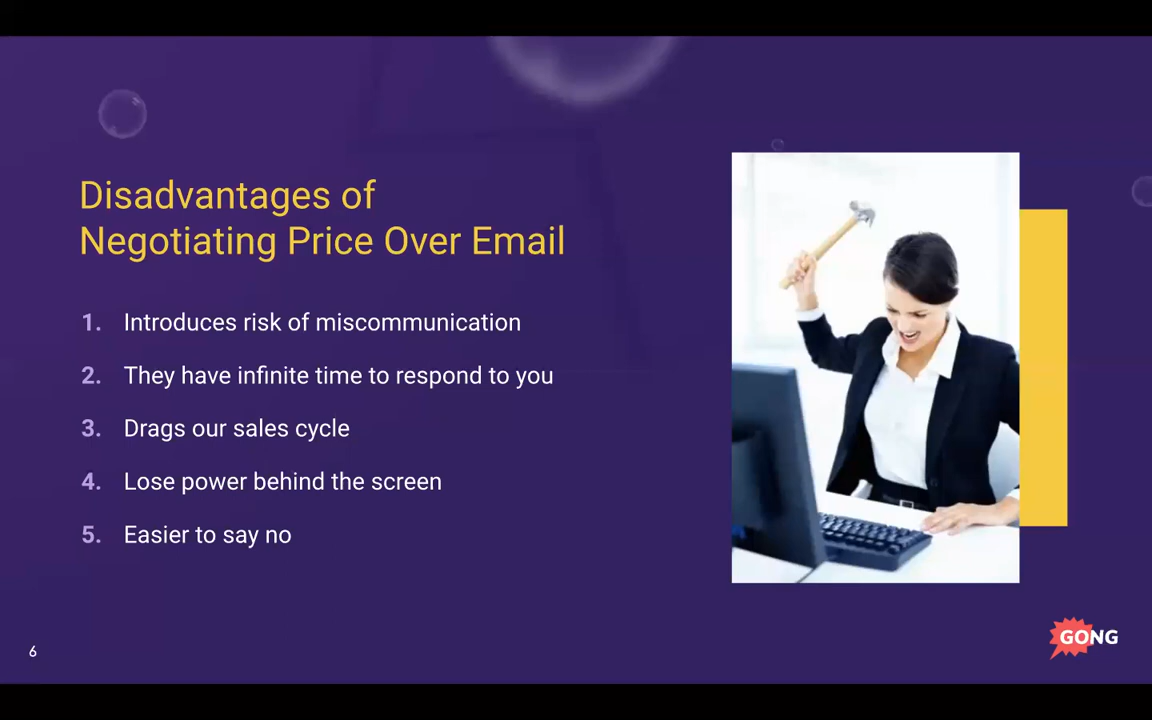 Disadvantages of
Negotiating Price Over Email
1. Introduces risk of miscommunication
2. They have infinite time to respond to you
3. Drags our sales cycle
4. Lose power behind the screen
5. Easier to say no
6
GONG